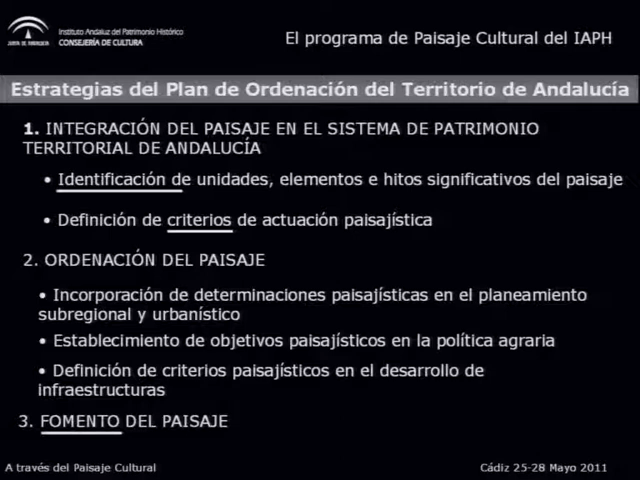 Instituto Andaluz del Patrimonio Histórico
JUNTA DE ANDALUCIA
CONSEJERÍA DE CULTURA
El programa de Paisaje Cultural del IAPH
Estrategias del Plan de Ordenación del Territorio de Andalucía
1. INTEGRACIÓN DEL PAISAJE EN EL SISTEMA DE PATRIMONIO
TERRITORIAL DE ANDALUCÍA
• Identificación de unidades, elementos e hitos significativos del paisaje
• Definición de criterios de actuación paisajística
2. ORDENACIÓN DEL PAISAJE
• Incorporación de determinaciones paisajísticas en el planeamiento
subregional y urbanístico
• Establecimiento de objetivos paisajísticos en la política agraria
• Definición de criterios paisajísticos en el desarrollo de
infraestructuras
3. FOMENTO DEL PAISAJE
A través del Paisaje Cultural
Cádiz 25-28 Mayo 2011